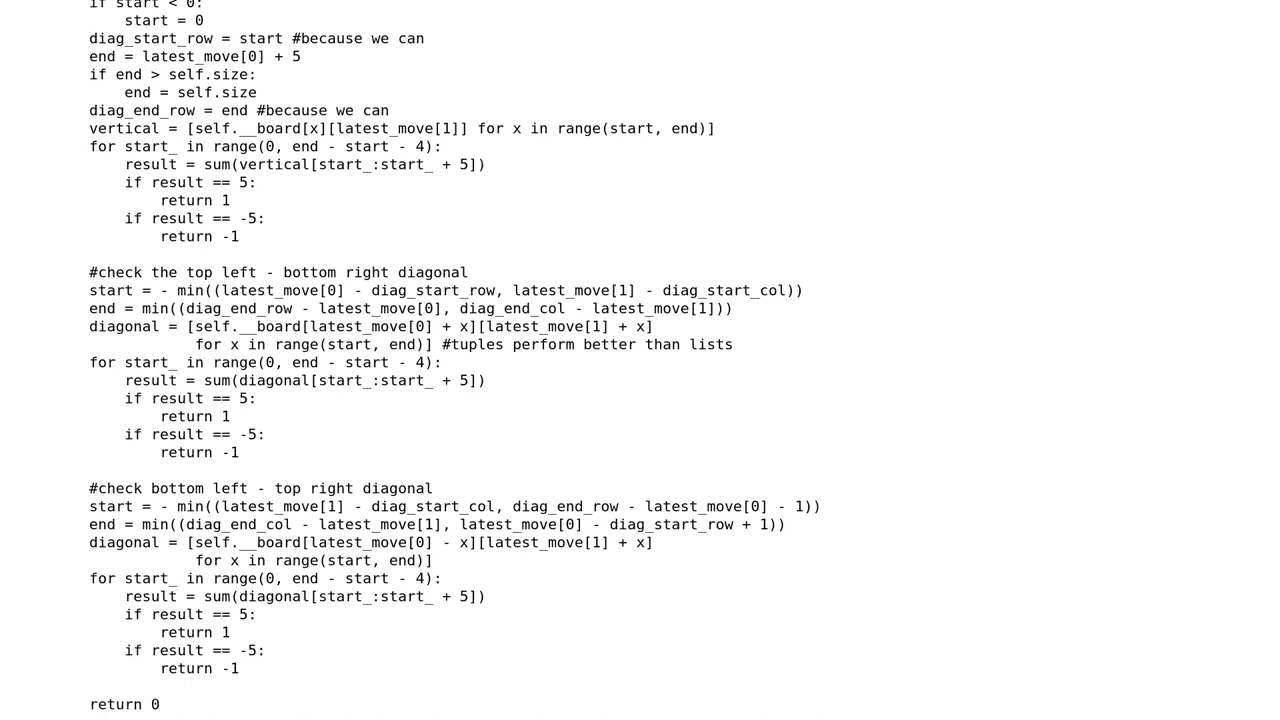 if start < 0:
    start = 0
diag_start_row = start #because we can
end = latest_move[0] + 5
if end > self.size:
    end = self.size
diag_end_row = end #because we can
vertical = [self.__board[x][latest_move[1]] for x in range(start, end)]
for start_ in range(0, end - start - 4):
    result = sum(vertical[start_:start_ + 5])
    if result == 5:
        return 1
    if result == -5:
        return -1

#check the top left - bottom right diagonal
start = - min((latest_move[0] - diag_start_row, latest_move[1] - diag_start_col))
end = min((diag_end_row - latest_move[0], diag_end_col - latest_move[1]))
diagonal = [self.__board[latest_move[0] + x][latest_move[1] + x]
            for x in range(start, end)] #tuples perform better than lists
for start_ in range(0, end - start - 4):
    result = sum(diagonal[start_:start_ + 5])
    if result == 5:
        return 1
    if result == -5:
        return -1

#check bottom left - top right diagonal
start = - min((latest_move[1] - diag_start_col, diag_end_row - latest_move[0] - 1))
end = min((diag_end_col - latest_move[1], latest_move[0] - diag_start_row + 1))
diagonal = [self.__board[latest_move[0] - x][latest_move[1] + x]
            for x in range(start, end)]
for start_ in range(0, end - start - 4):
    result = sum(diagonal[start_:start_ + 5])
    if result == 5:
        return 1
    if result == -5:
        return -1

return 0